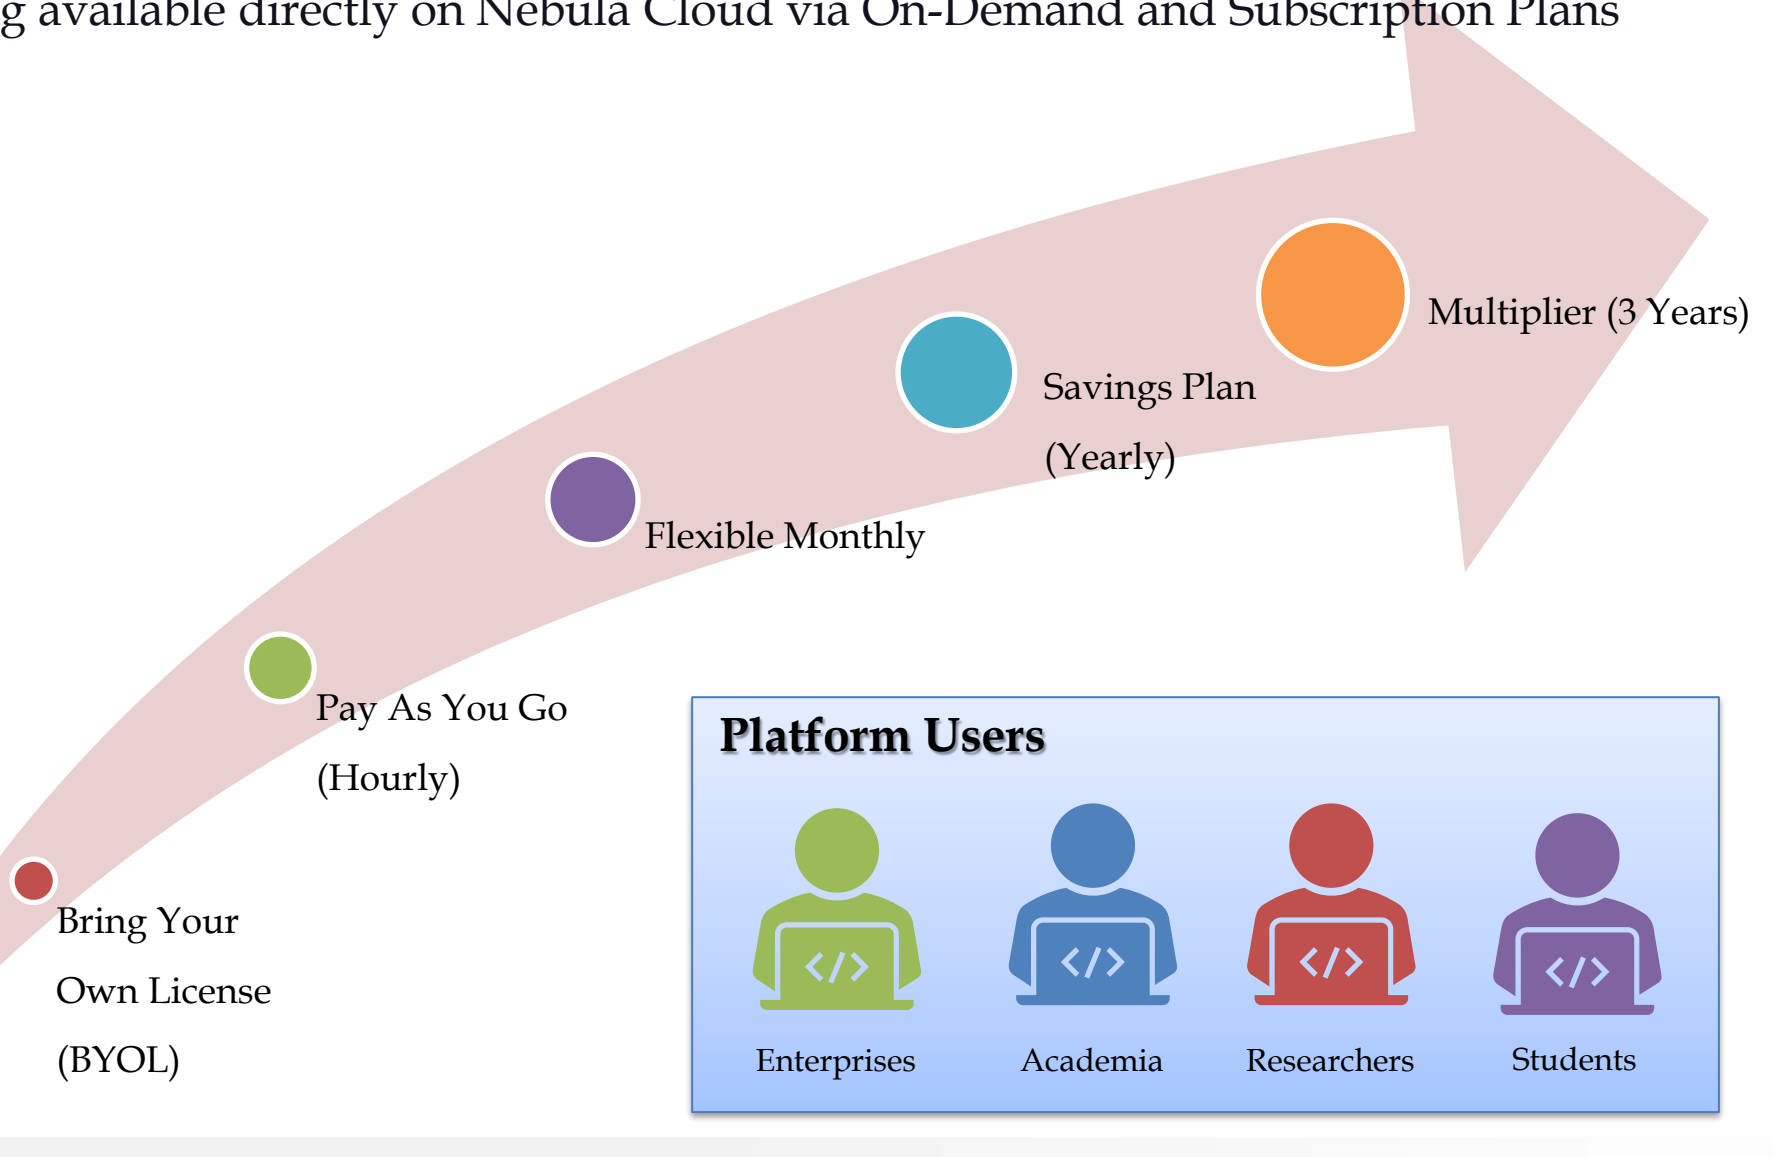 g available directly on Nebula Cloud via On-Demand and Subscription Plans
Multiplier (3 Years)
Savings Plan
(Yearly)
Flexible Monthly
Pay As You Go
(Hourly)
Bring Your
Own License
(BYOL)
Platform Users
</>
</>
</>
</>
Enterprises
Academia
Researchers
Students